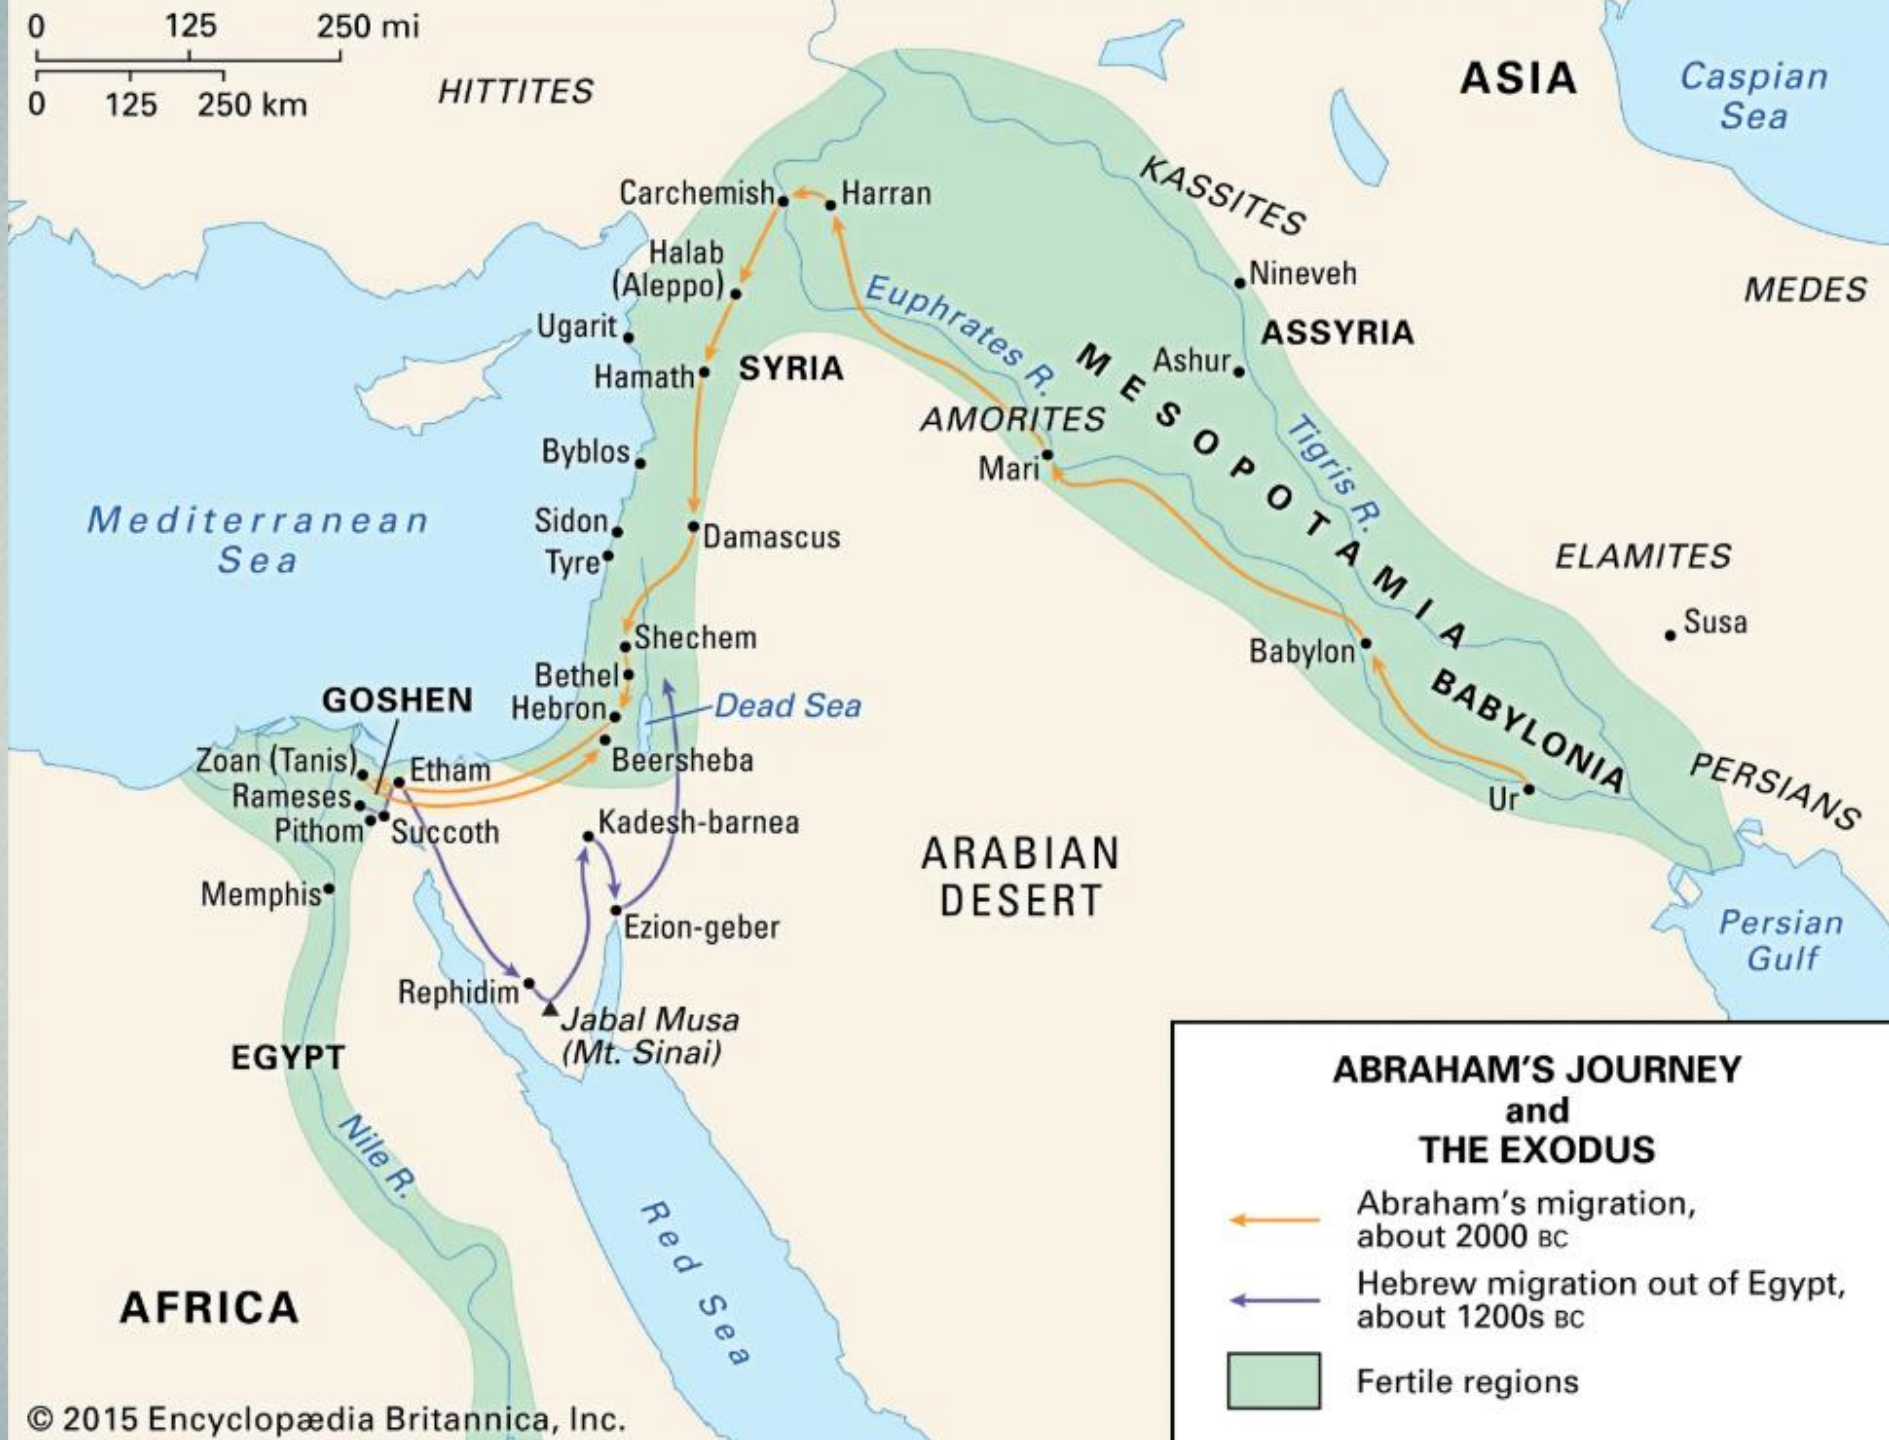 0 125 250 mi
0 125 250 km
HITTITES
ASIA
Caspian
Sea
KASSITES
Carchemish
Harran
Halab
(Aleppo)
Nineveh
MEDES
Euphrates R.
Ugarit
ASSYRIA
Hamath
SYRIA
Ashur
MESOPOTAMIA
AMORITES
Tigris R.
Byblos
Mari
Mediterranean
Sea
Sidon
Tyre
Damascus
ELAMITES
Susa
Shechem
Babylon
Bethel
BABYLONIA
GOSHEN
Hebron
Dead Sea
Zoan (Tanis)
Etham
Beersheba
PERSIANS
Rameses
Ur
Pithom
Succoth
Kadesh-barnea
ARABIAN
DESERT
Memphis
Ezion-geber
Persian
Gulf
Rephidim
Jabal Musa
(Mt. Sinai)
EGYPT
Nile R.
Red Sea
AFRICA
ABRAHAM'S JOURNEY
and
THE EXODUS
Abraham's migration,
about 2000 BC
Hebrew migration out of Egypt,
about 1200s BC
Fertile regions
© 2015 Encyclopædia Britannica, Inc.